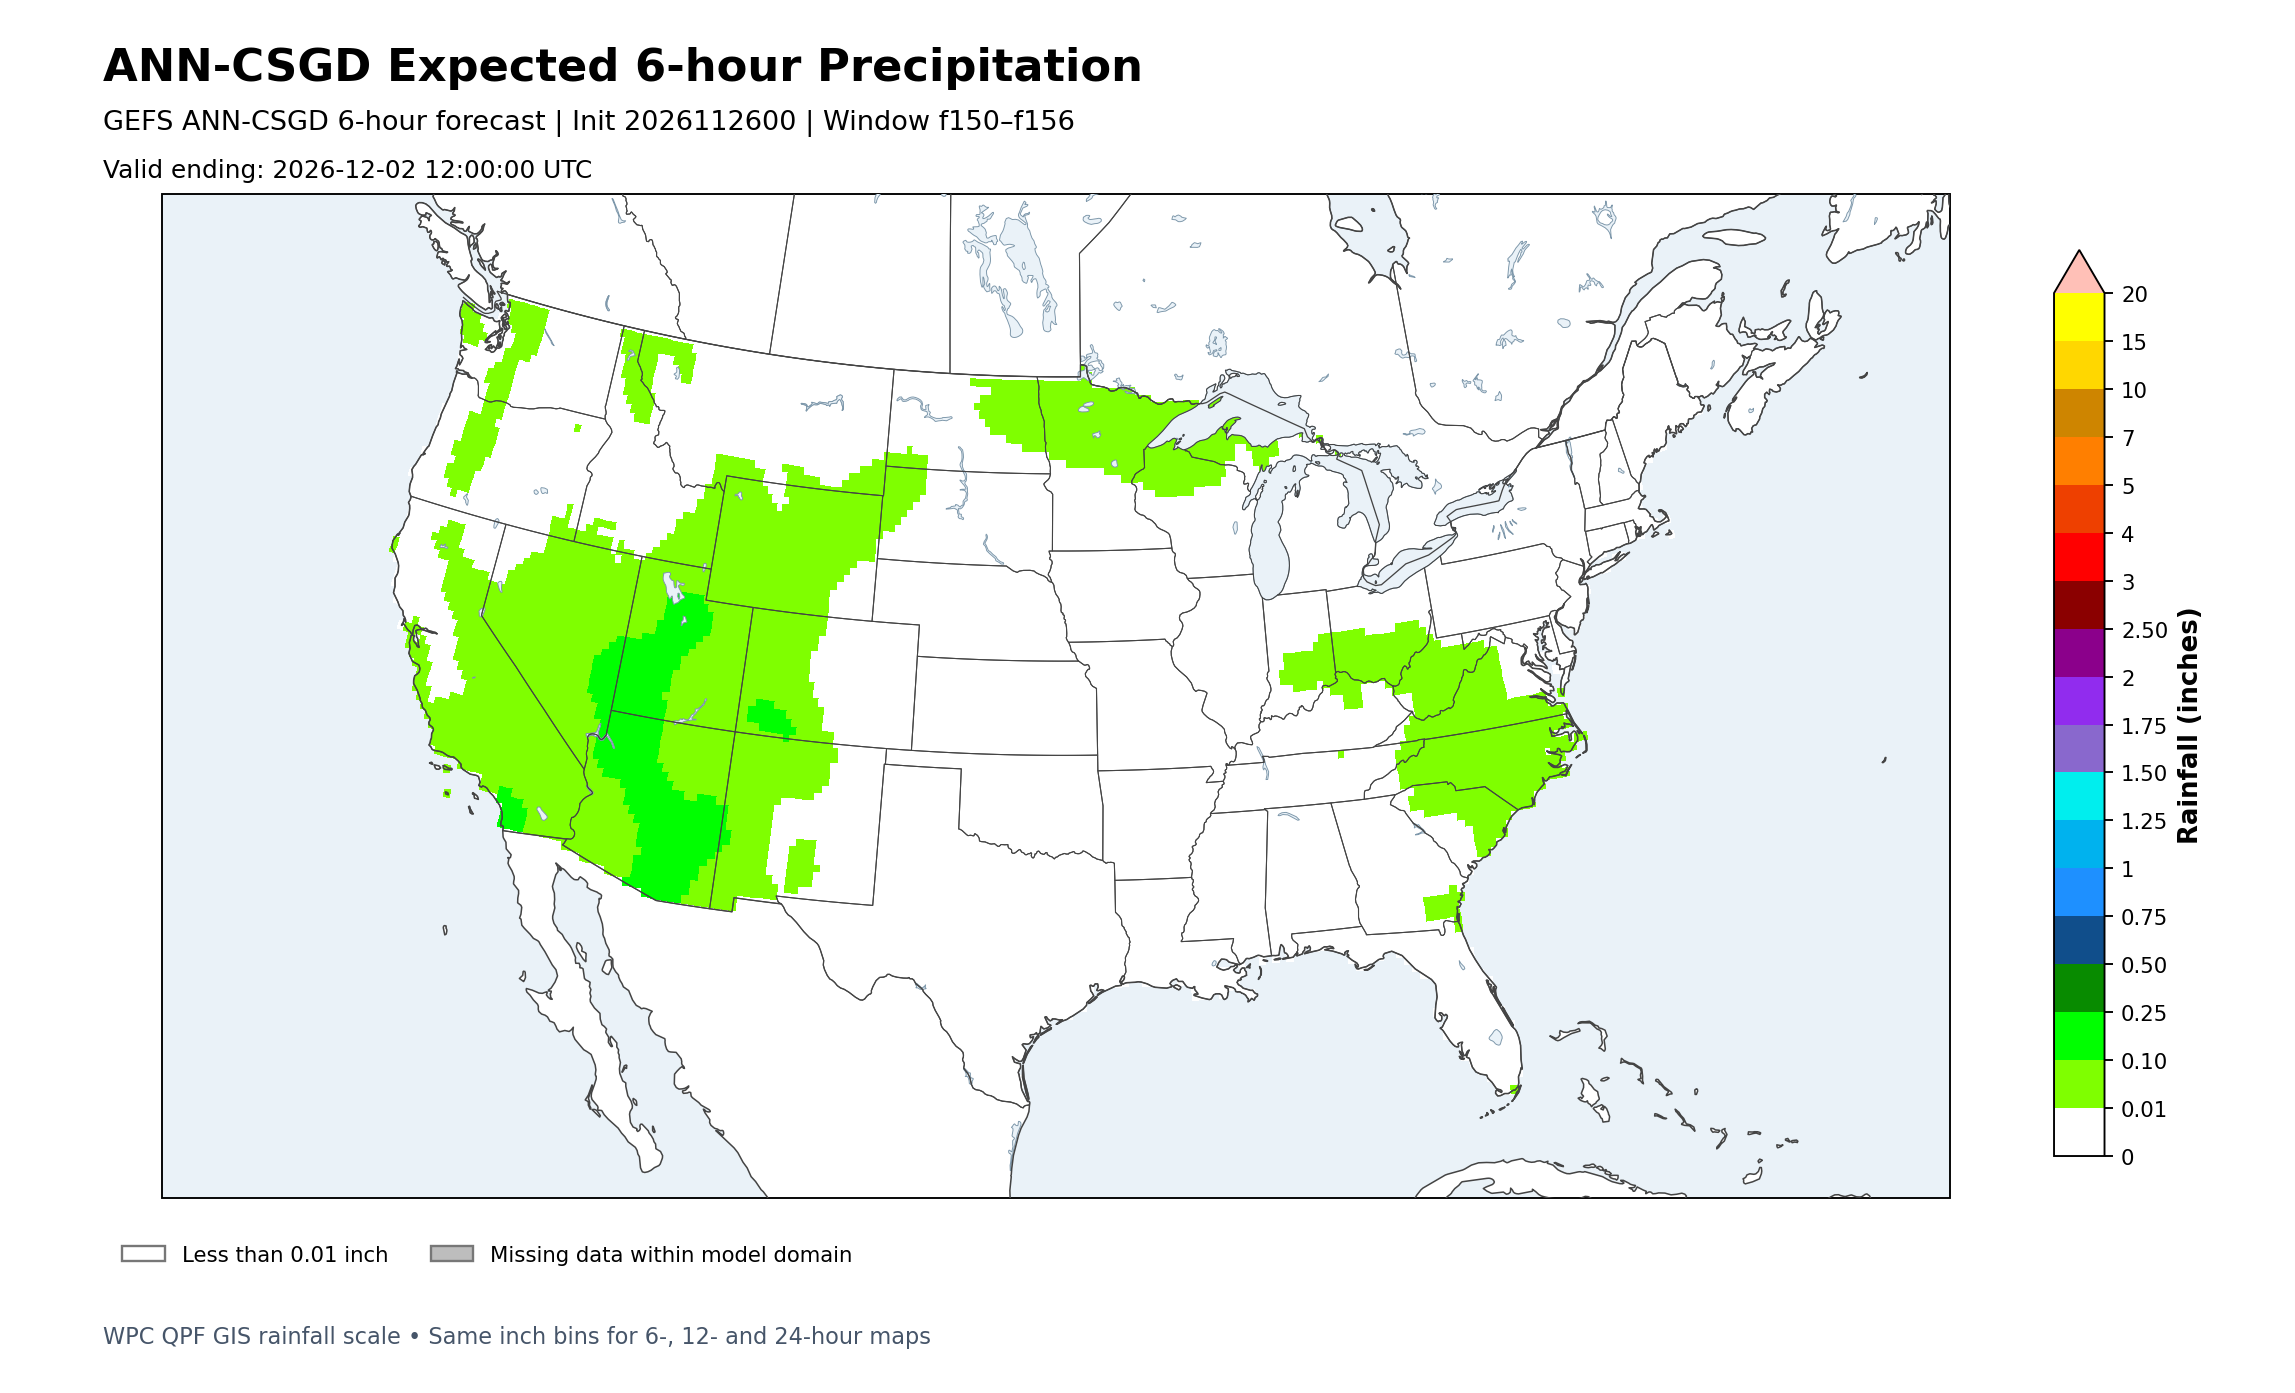 ANN-CSGD Expected 6-hour Precipitation
GEFS ANN-CSGD 6-hour forecast | Init 2026112600 | Window f150–f156
Valid ending: 2026-12-02 12:00:00 UTC
20
15
10
7
5
4
3
2.50
2
1.75
1.50
1.25
1
0.75
0.50
0.25
0.10
0.01
0
Rainfall (inches)
Less than 0.01 inch
Missing data within model domain
WPC QPF GIS rainfall scale • Same inch bins for 6-, 12- and 24-hour maps